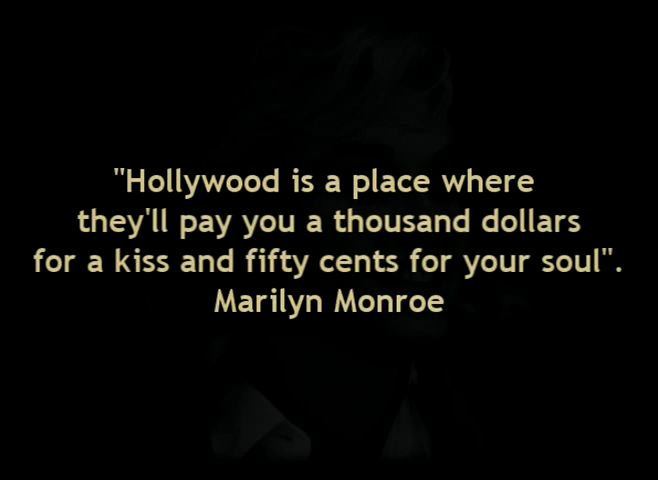 "Hollywood is a place where
they'll pay you a thousand dollars
for a kiss and fifty cents for your soul".
Marilyn Monroe